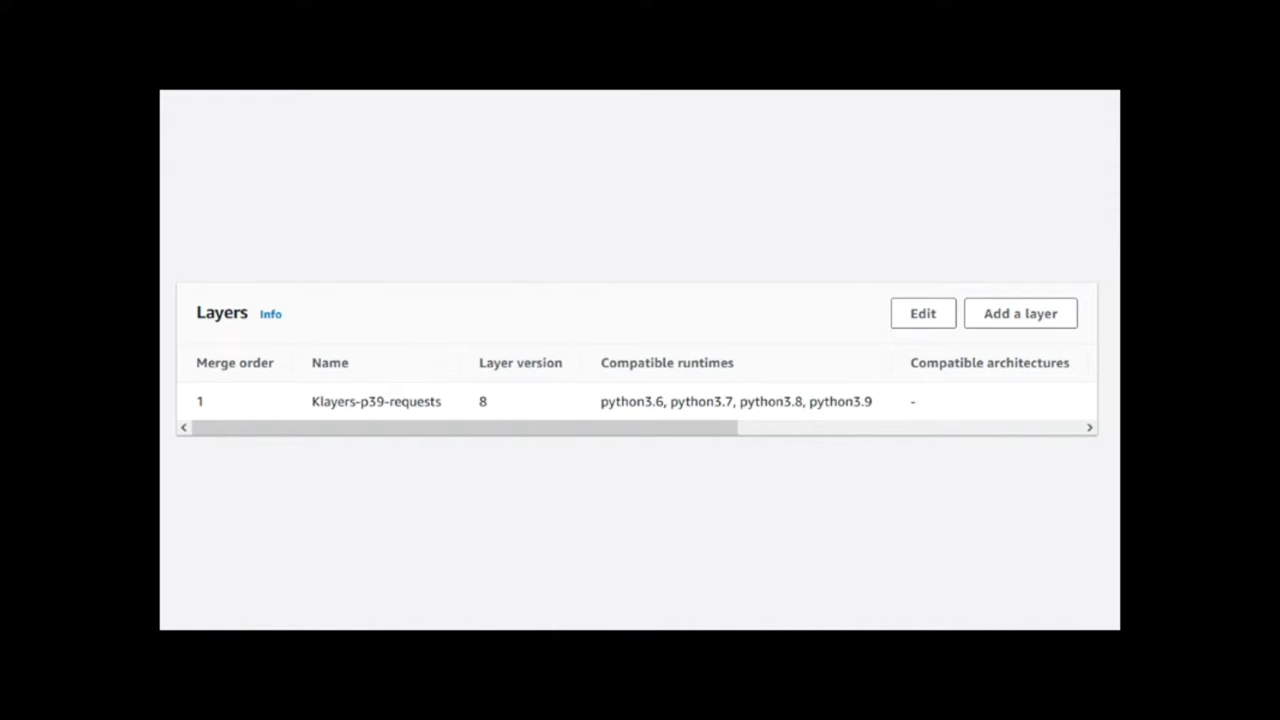 Layers Info Edit Add a layer
Merge order Name Layer version Compatible runtimes Compatible architectures
1 Klayers-p39-requests 8 python3.6, python3.7, python3.8, python3.9 -